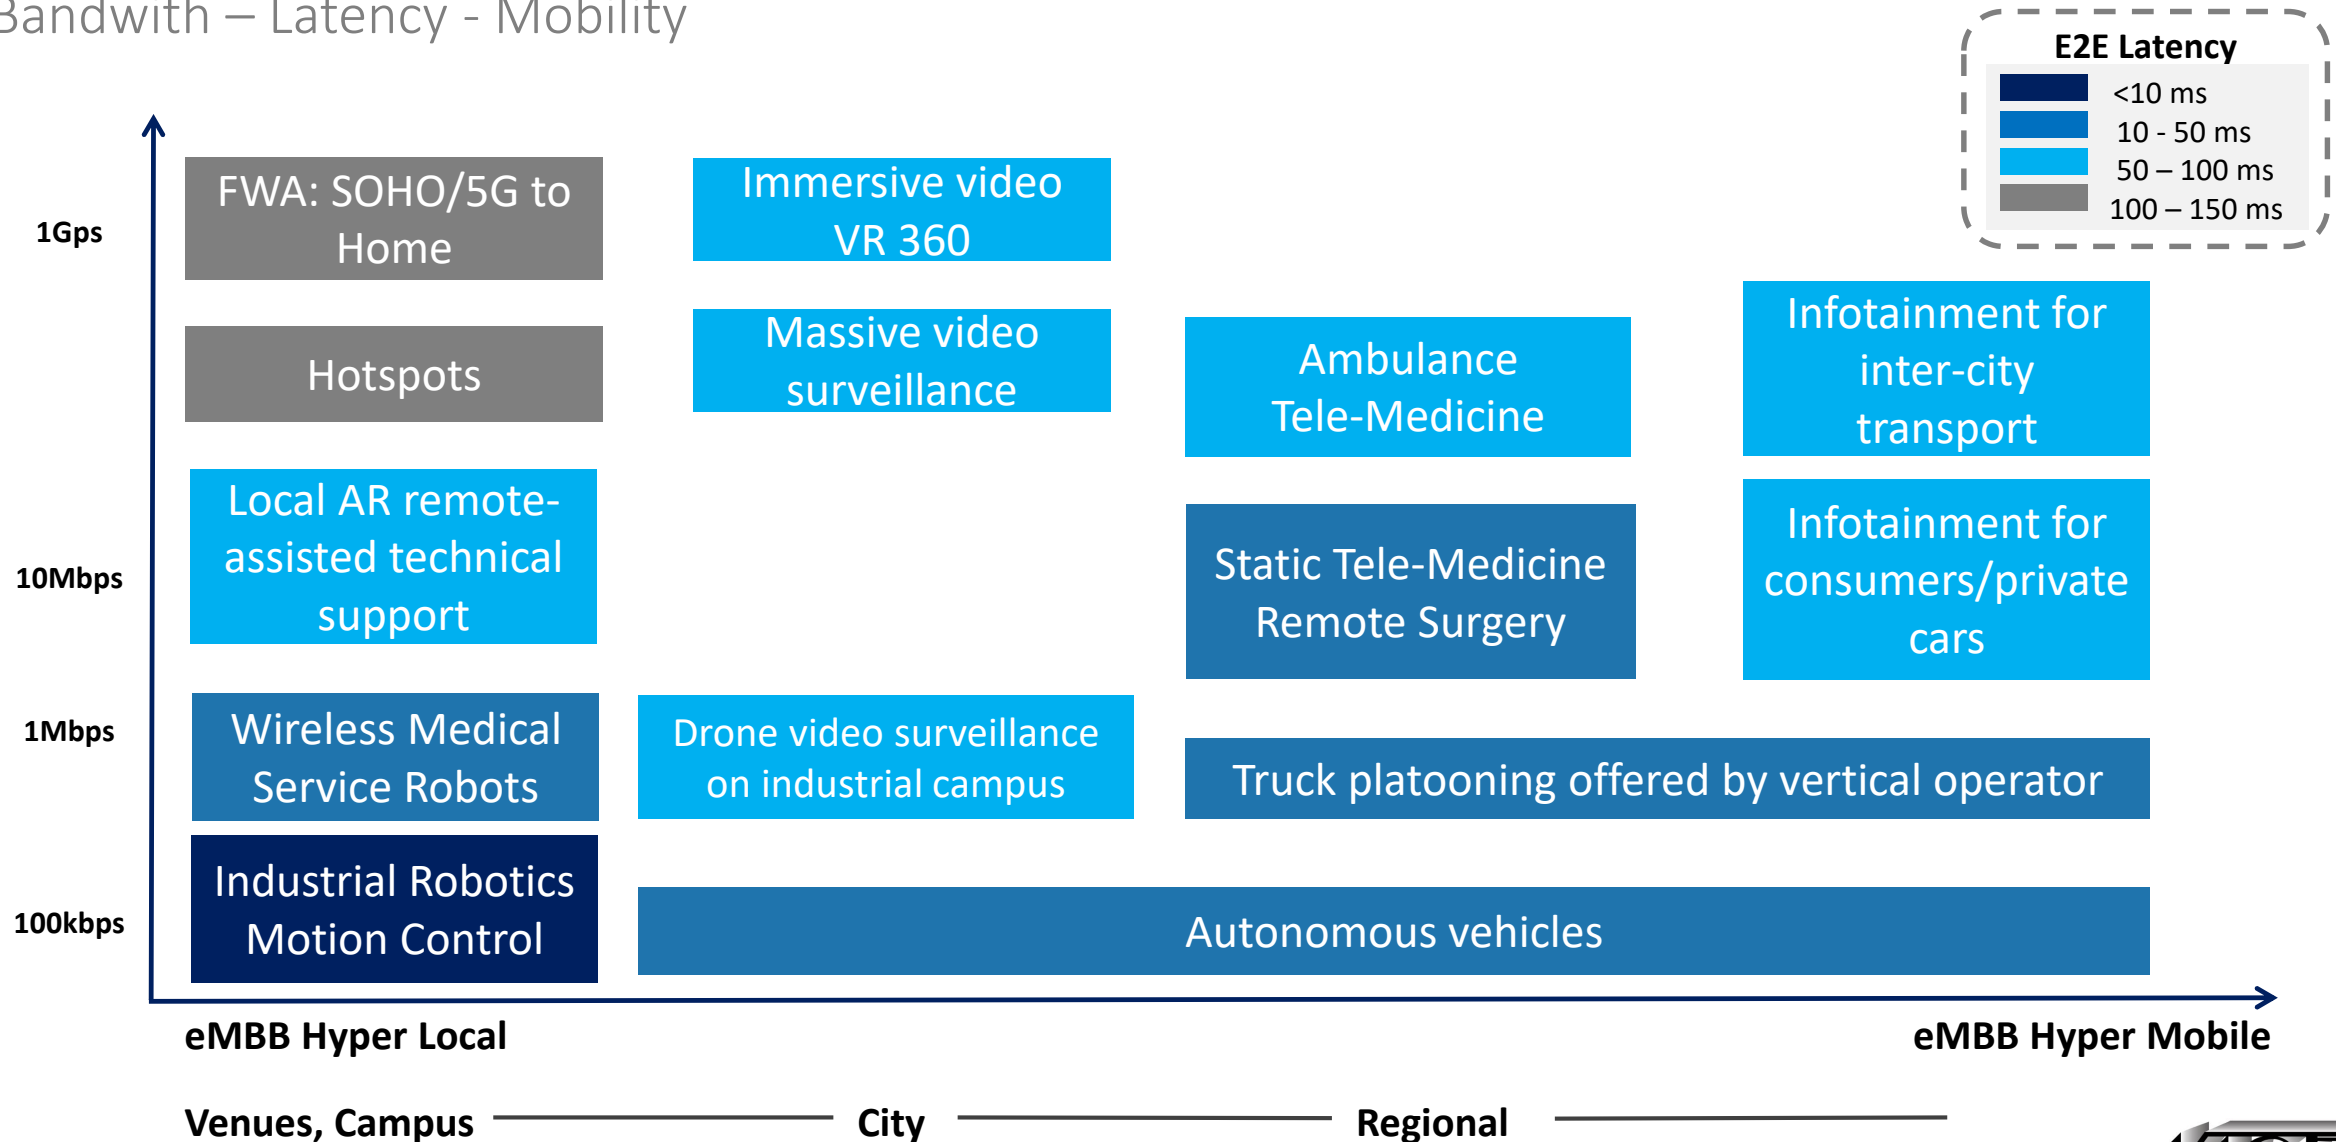 Bandwith – Latency - Mobility
E2E Latency
<10 ms
10 - 50 ms
50 – 100 ms
100 – 150 ms
1Gps
10Mbps
1Mbps
100kbps
FWA: SOHO/5G to
Home
Immersive video
VR 360
Hotspots
Massive video
surveillance
Ambulance
Tele-Medicine
Infotainment for
inter-city
transport
Local AR remote-
assisted technical
support
Static Tele-Medicine
Remote Surgery
Infotainment for
consumers/private
cars
Wireless Medical
Service Robots
Drone video surveillance
on industrial campus
Truck platooning offered by vertical operator
Industrial Robotics
Motion Control
Autonomous vehicles
eMBB Hyper Local
eMBB Hyper Mobile
Venues, Campus
City
Regional